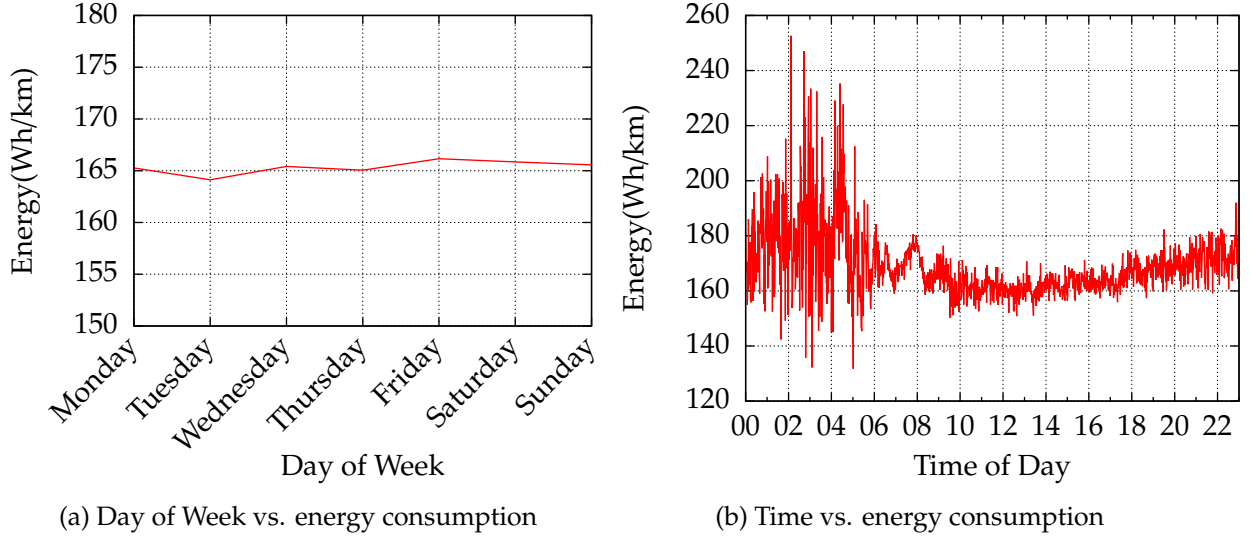 180
175
170
165
160
155
150
Energy(Wh/km)
Monday
Tuesday
Wednesday
Thursday
Friday
Saturday
Sunday
Day of Week
(a) Day of Week vs. energy consumption
260
240
220
200
180
160
140
120
Energy(Wh/km)
00 02 04 06 08 10 12 14 16 18 20 22
Time of Day
(b) Time vs. energy consumption